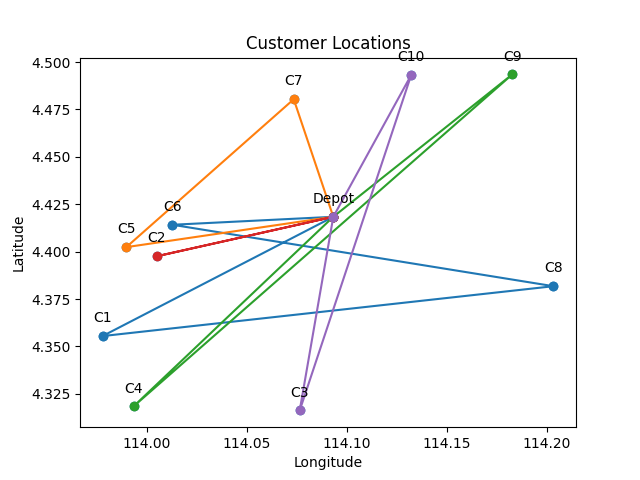 Customer Locations
C10
C9
4.500
C7
4.475
4.450
Depot
4.425
C6
C5
C2
4.400
C8
4.375
C1
4.350
C4
C3
4.325
114.00
114.05
114.10
114.15
114.20
Longitude
Latitude